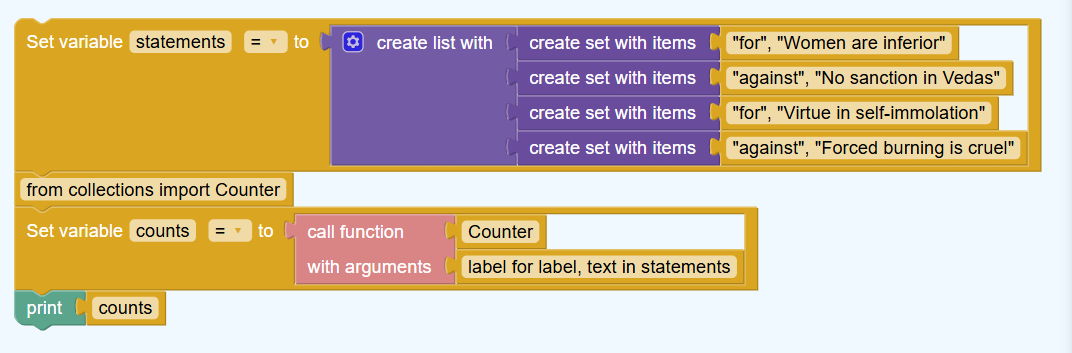 Set variable statements = to create list with create set with items "for", "Women are inferior"
create set with items "against", "No sanction in Vedas"
create set with items "for", "Virtue in self-immolation"
create set with items "against", "Forced burning is cruel"
from collections import Counter
Set variable counts = to call function Counter
with arguments label for label, text in statements
print counts